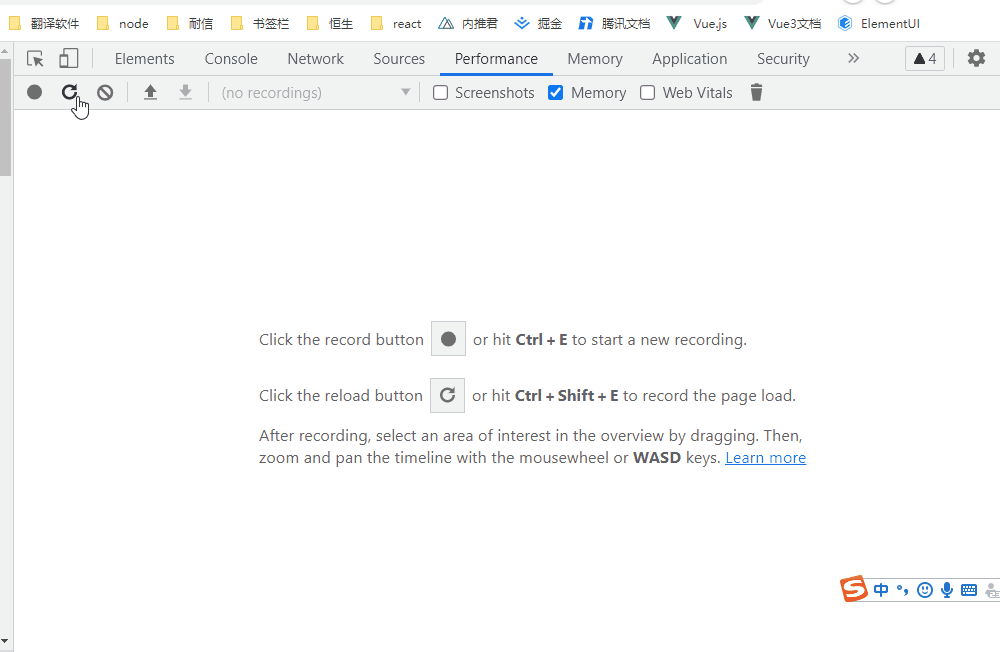 翻译软件 node 耐信 书签栏 恒生 react 内推君 掘金 腾讯文档 Vue.js Vue3文档 ElementUI
Elements Console Network Sources Performance Memory Application Security » 4
(no recordings) Screenshots Memory Web Vitals
Click the record button or hit Ctrl + E to start a new recording.
Click the reload button or hit Ctrl + Shift + E to record the page load.
After recording, select an area of interest in the overview by dragging. Then,
zoom and pan the timeline with the mousewheel or WASD keys. Learn more
S 中 °,